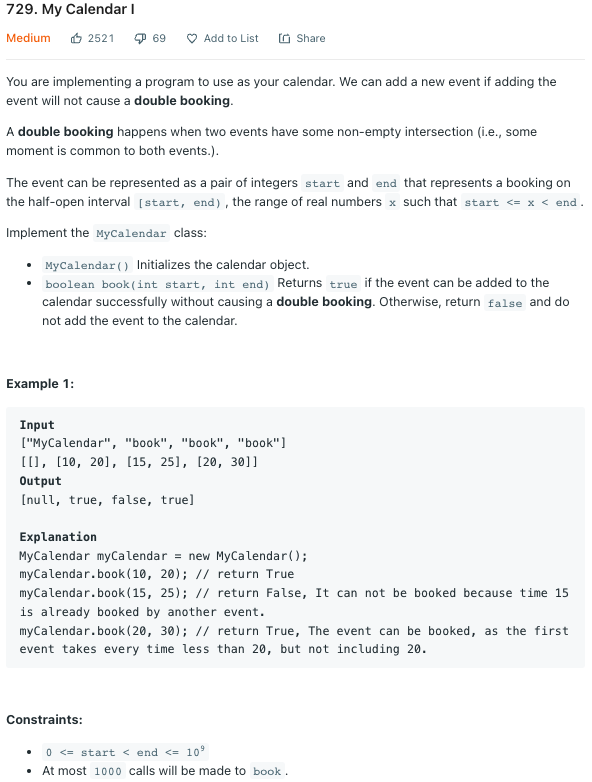 729. My Calendar I
Medium 2521 69 Add to List Share
You are implementing a program to use as your calendar. We can add a new event if adding the
event will not cause a double booking.
A double booking happens when two events have some non-empty intersection (i.e., some
moment is common to both events.).
The event can be represented as a pair of integers start and end that represents a booking on
the half-open interval [start, end), the range of real numbers x such that start <= x < end.
Implement the MyCalendar class:
• MyCalendar() Initializes the calendar object.
• boolean book(int start, int end) Returns true if the event can be added to the
calendar successfully without causing a double booking. Otherwise, return false and do
not add the event to the calendar.
Example 1:
Input
["MyCalendar", "book", "book", "book"]
[[], [10, 20], [15, 25], [20, 30]]
Output
[null, true, false, true]
Explanation
MyCalendar myCalendar = new MyCalendar();
myCalendar.book(10, 20); // return True
myCalendar.book(15, 25); // return False, It can not be booked because time 15
is already booked by another event.
myCalendar.book(20, 30); // return True, The event can be booked, as the first
event takes every time less than 20, but not including 20.
Constraints:
• 0 <= start < end <= 10⁹
• At most 1000 calls will be made to book.